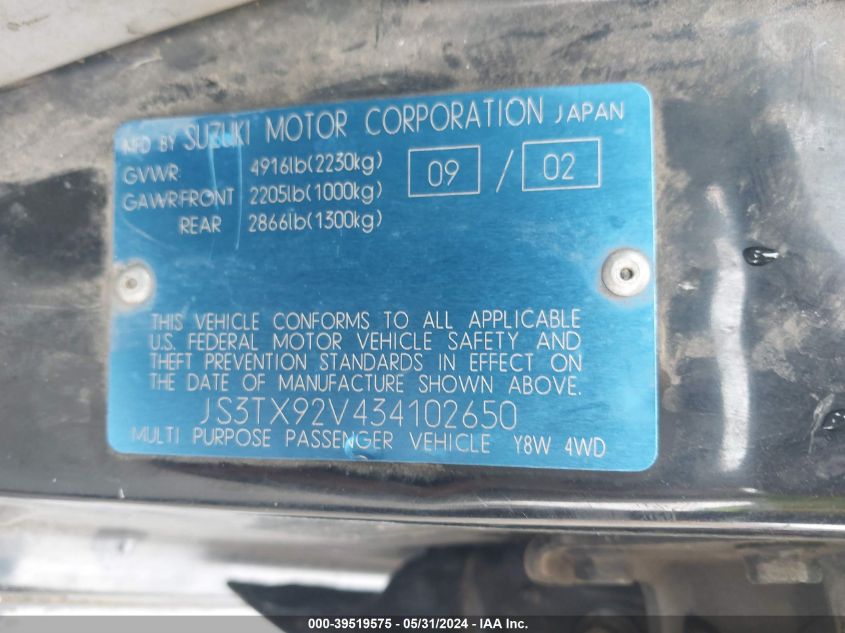 MFD BY SUZUKI MOTOR CORPORATION JAPAN
GVWR: 4916lb(2230kg) 09 / 02
GAWR:FRONT 2205lb(1000kg)
REAR 2866lb(1300kg)
THIS VEHICLE CONFORMS TO ALL APPLICABLE
U.S. FEDERAL MOTOR VEHICLE SAFETY AND
THEFT PREVENTION STANDARDS IN EFFECT ON
THE DATE OF MANUFACTURE SHOWN ABOVE.
JS3TX92V434102650
MULTI PURPOSE PASSENGER VEHICLE Y8W 4WD
000-39519575 - 05/31/2024 - IAA Inc.